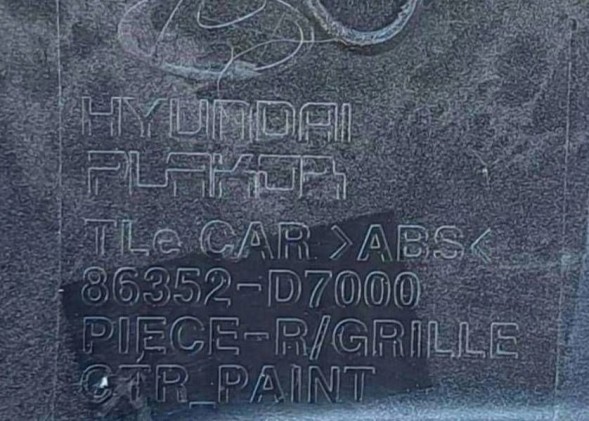 HYUNDAI
PLAKOR
TLe CAR >ABS<
86352-D7000
PIECE-R/GRILLE
CTR_PAINT